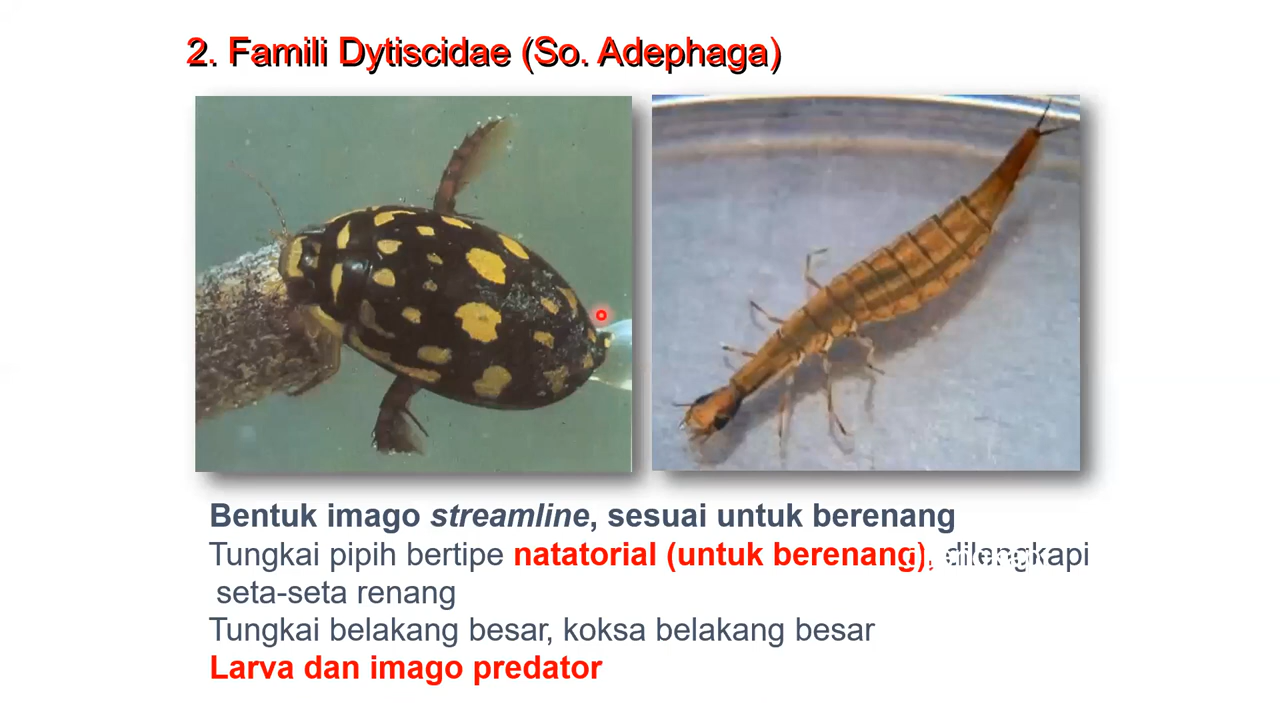 2. Famili Dytiscidae (So. Adephaga)
Bentuk imago streamline, sesuai untuk berenang
Tungkai pipih bertipe natatorial (untuk berenang), dilengkapi
seta-seta renang
Tungkai belakang besar, koksa belakang besar
Larva dan imago predator